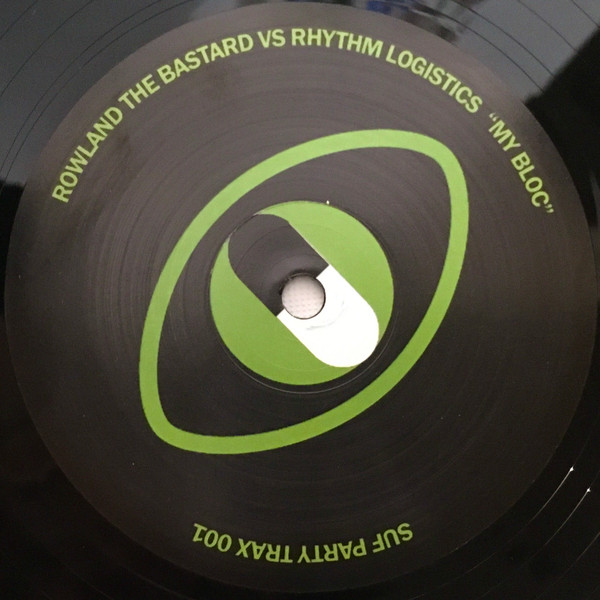 ROWLAND THE BASTARD VS RHYTHM LOGISTICS "MY BLOC"
SUF PARTY TRAX 001